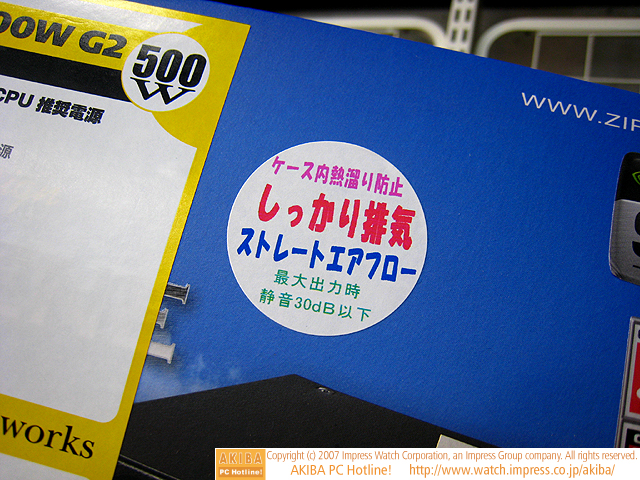 00W G2
500
W
CPU 推奨電源
源
WWW.ZIP
ケース内熱溜り防止
しっかり排気
ストレートエアフロー
最大出力時
静音30dB以下
works
AKIBA
PC Hotline!
Copyright (c) 2007 Impress Watch Corporation, an Impress Group company. All rights reserved.
AKIBA PC Hotline! http://www.watch.impress.co.jp/akiba/